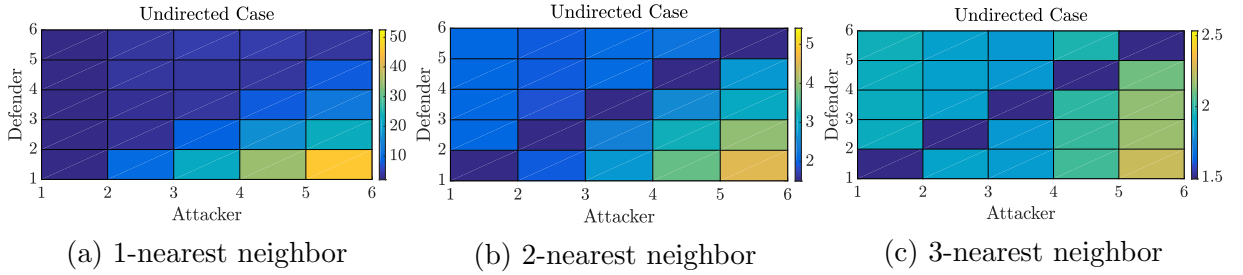 Undirected Case
6
5
4
3
2
1
Defender
1 2 3 4 5 6
Attacker
50
40
30
20
10
(a) 1-nearest neighbor
Undirected Case
6
5
4
3
2
1
Defender
1 2 3 4 5 6
Attacker
5
4
3
2
(b) 2-nearest neighbor
Undirected Case
6
5
4
3
2
1
Defender
1 2 3 4 5 6
Attacker
2.5
2
1.5
(c) 3-nearest neighbor